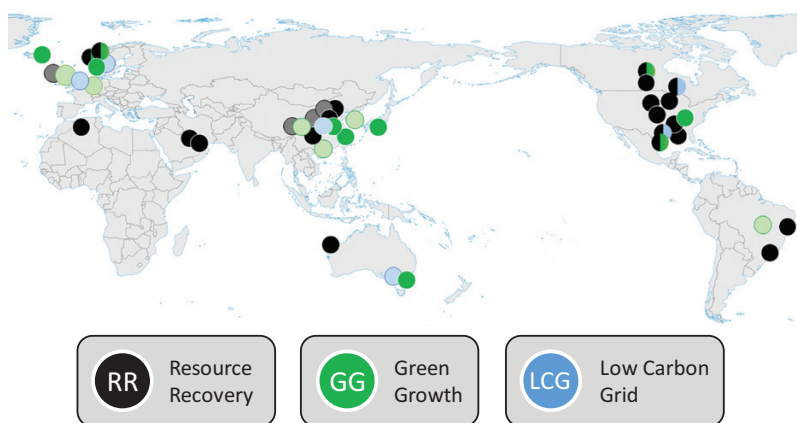 RR
Resource
Recovery
GG
Green
Growth
LCG
Low Carbon
Grid